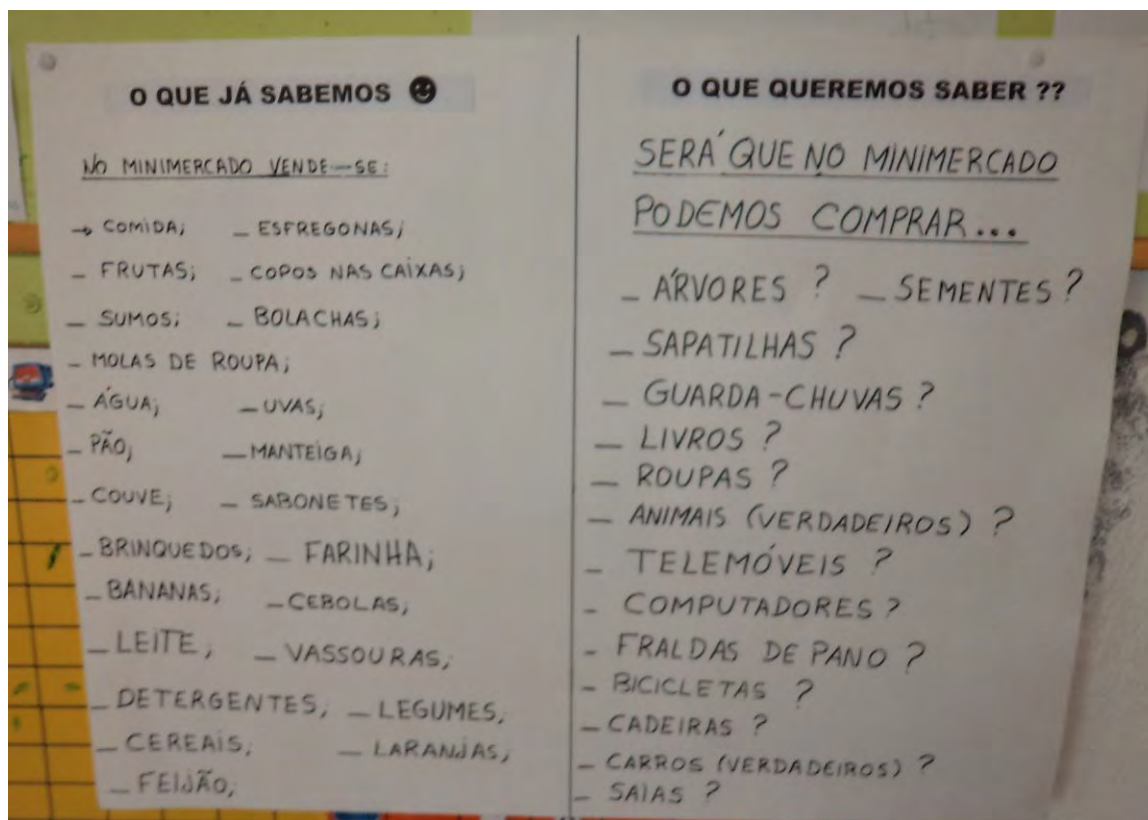 O QUE JÁ SABEMOS
NO MINIMERCADO VENDE-SE:
→ COMIDA; _ ESFREGONAS;
_ FRUTAS; _ COPOS NAS CAIXAS;
_ SUMOS; _ BOLACHAS;
_ MOLAS DE ROUPA;
_ ÁGUA; _ UVAS;
_ PÃO; _ MANTEIGA;
_ COUVE; _ SABONETES;
_ BRINQUEDOS; _ FARINHA;
_ BANANAS; _ CEBOLAS;
_ LEITE; _ VASSOURAS;
_ DETERGENTES; _ LEGUMES;
_ CEREAIS; _ LARANJAS;
_ FEIJÃO;
O QUE QUEREMOS SABER ??
SERÁ QUE NO MINIMERCADO
PODEMOS COMPRAR...
_ ÁRVORES ? _ SEMENTES ?
_ SAPATILHAS ?
_ GUARDA-CHUVAS ?
_ LIVROS ?
_ ROUPAS ?
_ ANIMAIS (VERDADEIROS) ?
_ TELEMÓVEIS ?
_ COMPUTADORES ?
_ FRALDAS DE PANO ?
_ BICICLETAS ?
_ CADEIRAS ?
_ CARROS (VERDADEIROS) ?
_ SAIAS ?